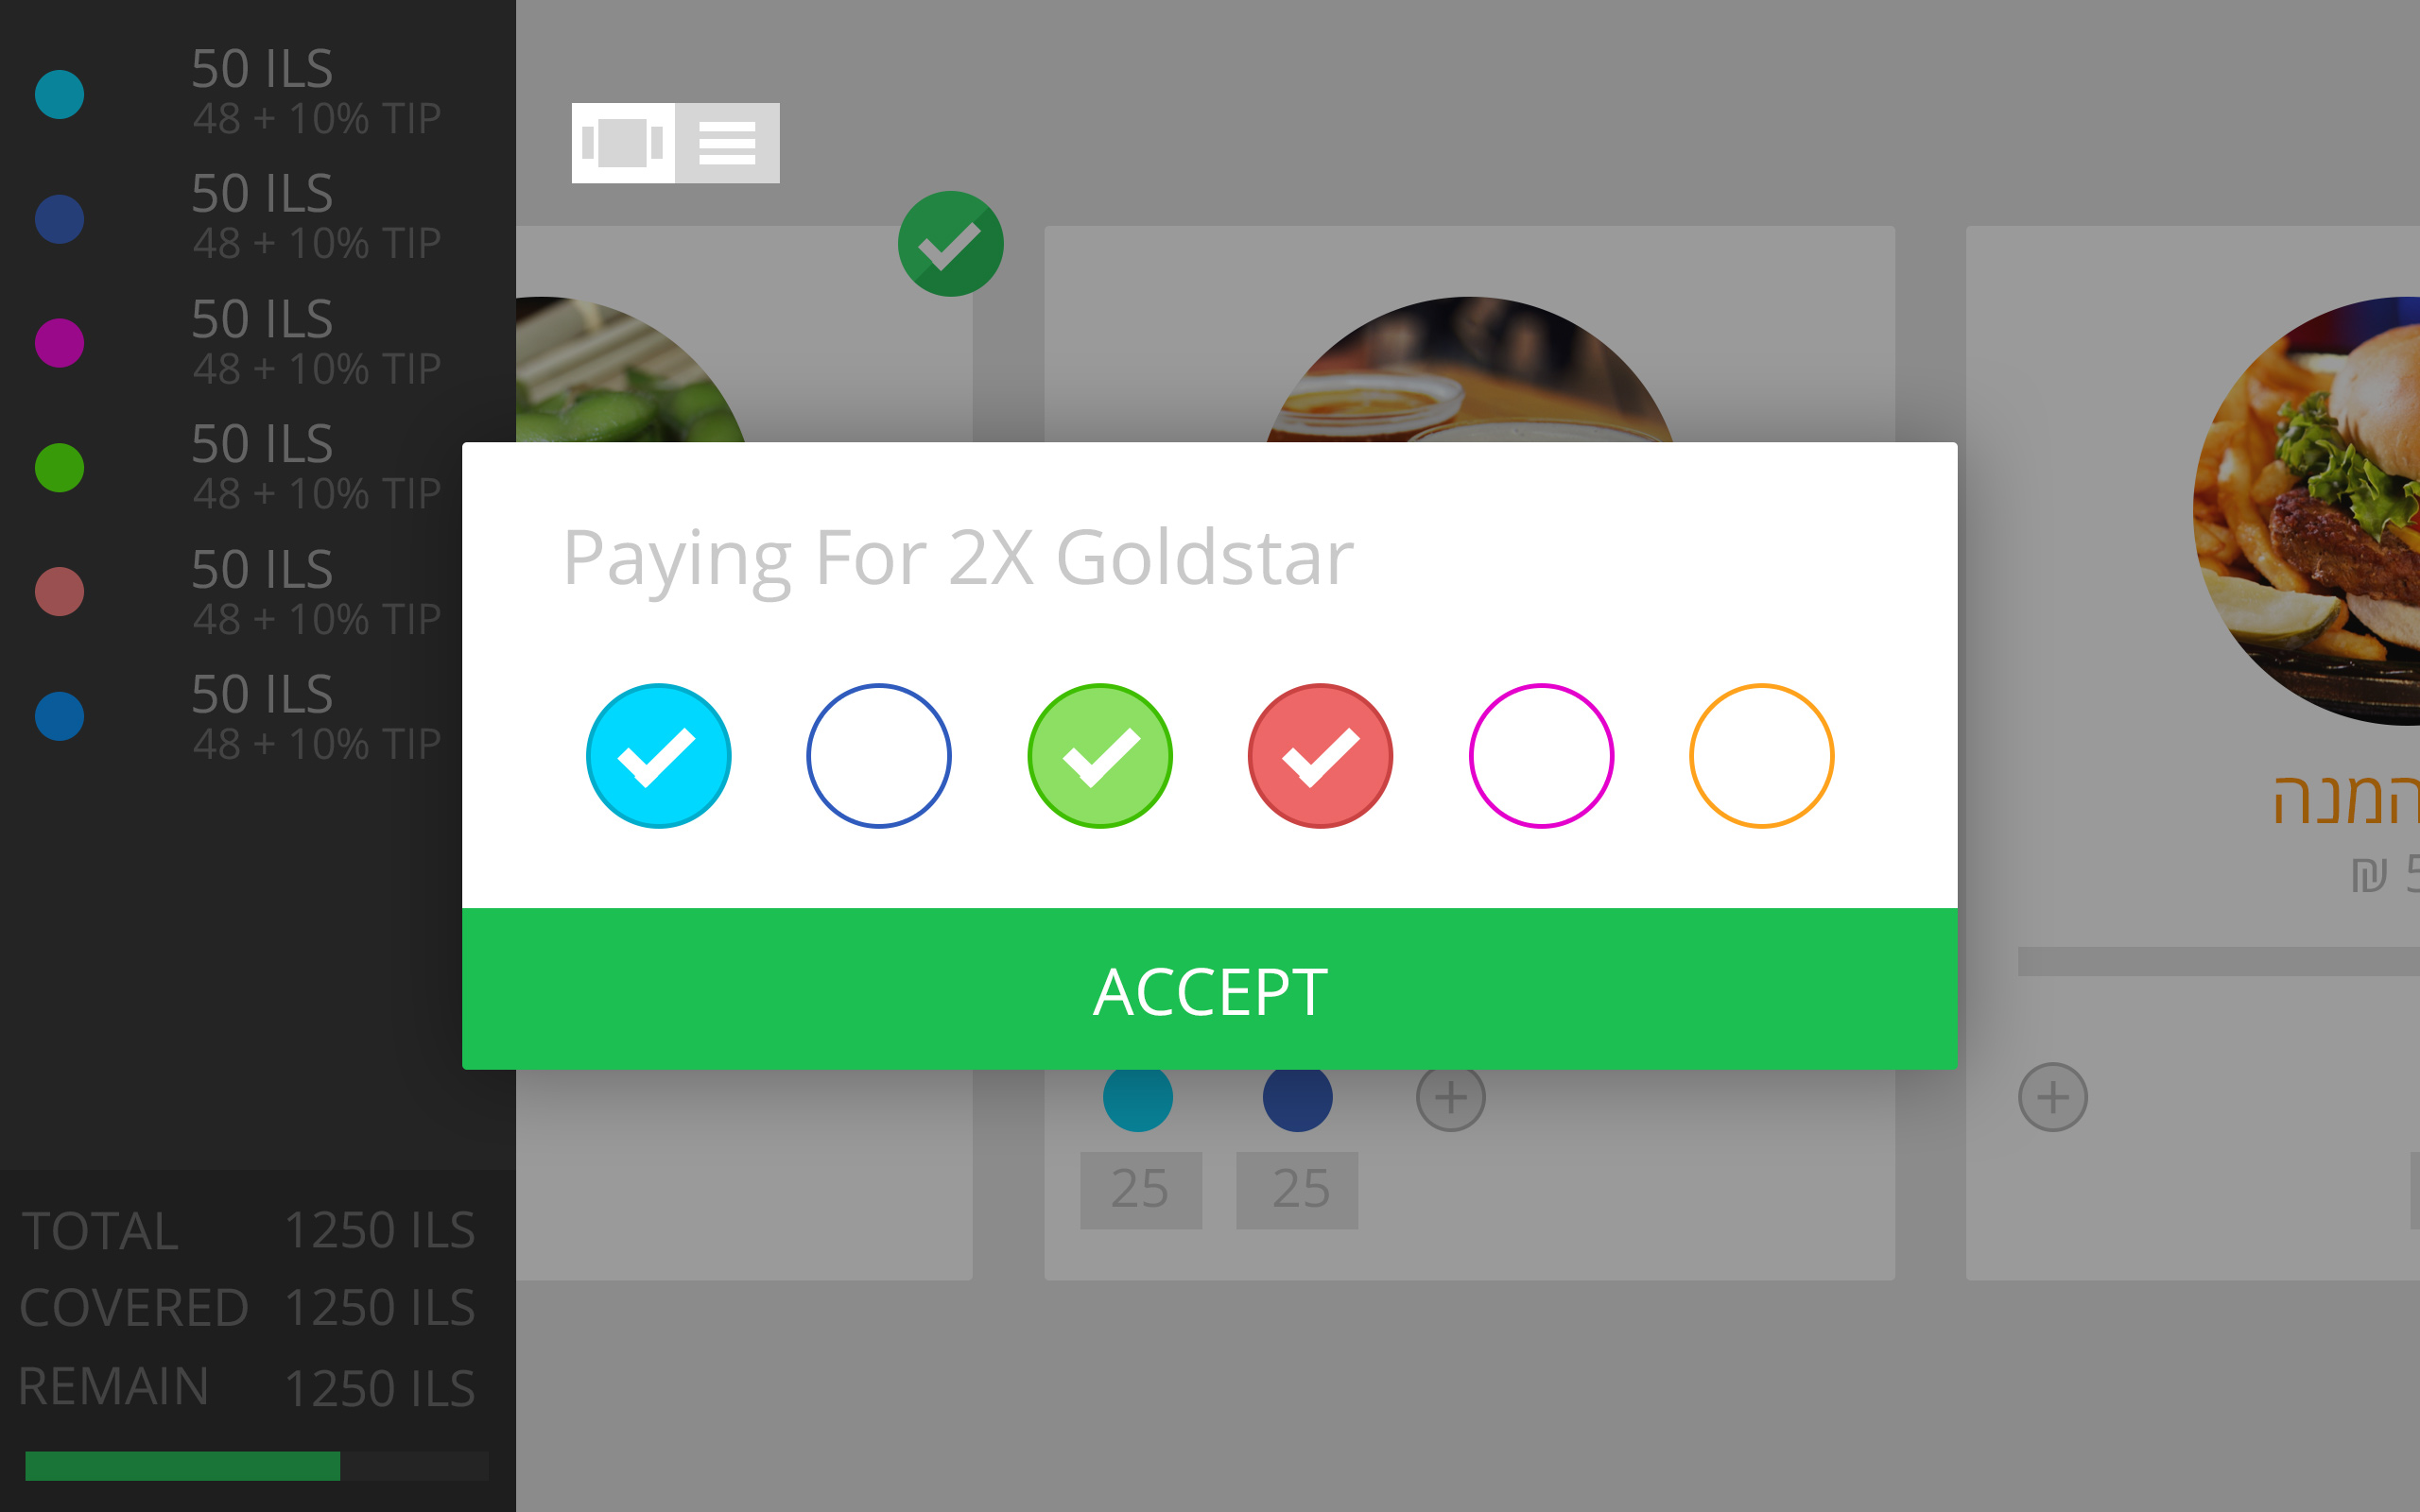 50 ILS
48 + 10% TIP
50 ILS
48 + 10% TIP
50 ILS
48 + 10% TIP
50 ILS
48 + 10% TIP
50 ILS
48 + 10% TIP
50 ILS
48 + 10% TIP
TOTAL 1250 ILS
COVERED 1250 ILS
REMAIN 1250 ILS
Paying For 2X Goldstar
ACCEPT
25 25
המנה
₪